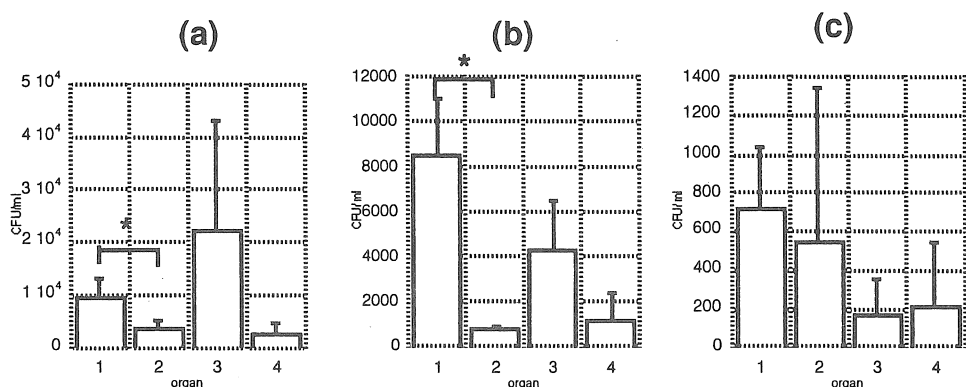 (a)
(b)
(c)
5 10⁴
4 10⁴
3 10⁴
2 10⁴
1 10⁴
0
CFU/ml
*
1 2 3 4
organ
12000
10000
8000
6000
4000
2000
0
CFU/ml
*
1 2 3 4
organ
1400
1200
1000
800
600
400
200
0
CFU/ml
1 2 3 4
organ